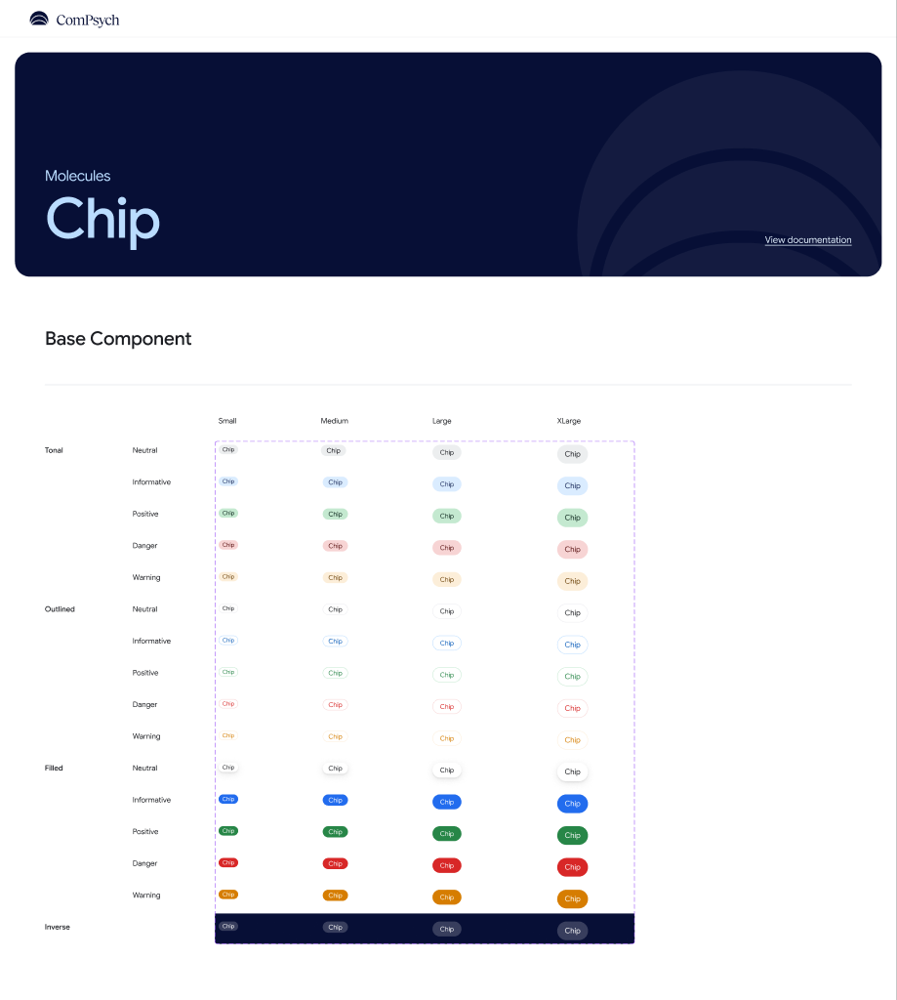 ComPsych
Molecules
Chip
View documentation
Base Component
Small Medium Large XLarge
Tonal Neutral Chip Chip Chip Chip
Informative Chip Chip Chip Chip
Positive Chip Chip Chip Chip
Danger Chip Chip Chip Chip
Warning Chip Chip Chip Chip
Outlined Neutral Chip Chip Chip Chip
Informative Chip Chip Chip Chip
Positive Chip Chip Chip Chip
Danger Chip Chip Chip Chip
Warning Chip Chip Chip Chip
Filled Neutral Chip Chip Chip Chip
Informative Chip Chip Chip Chip
Positive Chip Chip Chip Chip
Danger Chip Chip Chip Chip
Warning Chip Chip Chip Chip
Inverse Chip Chip Chip Chip